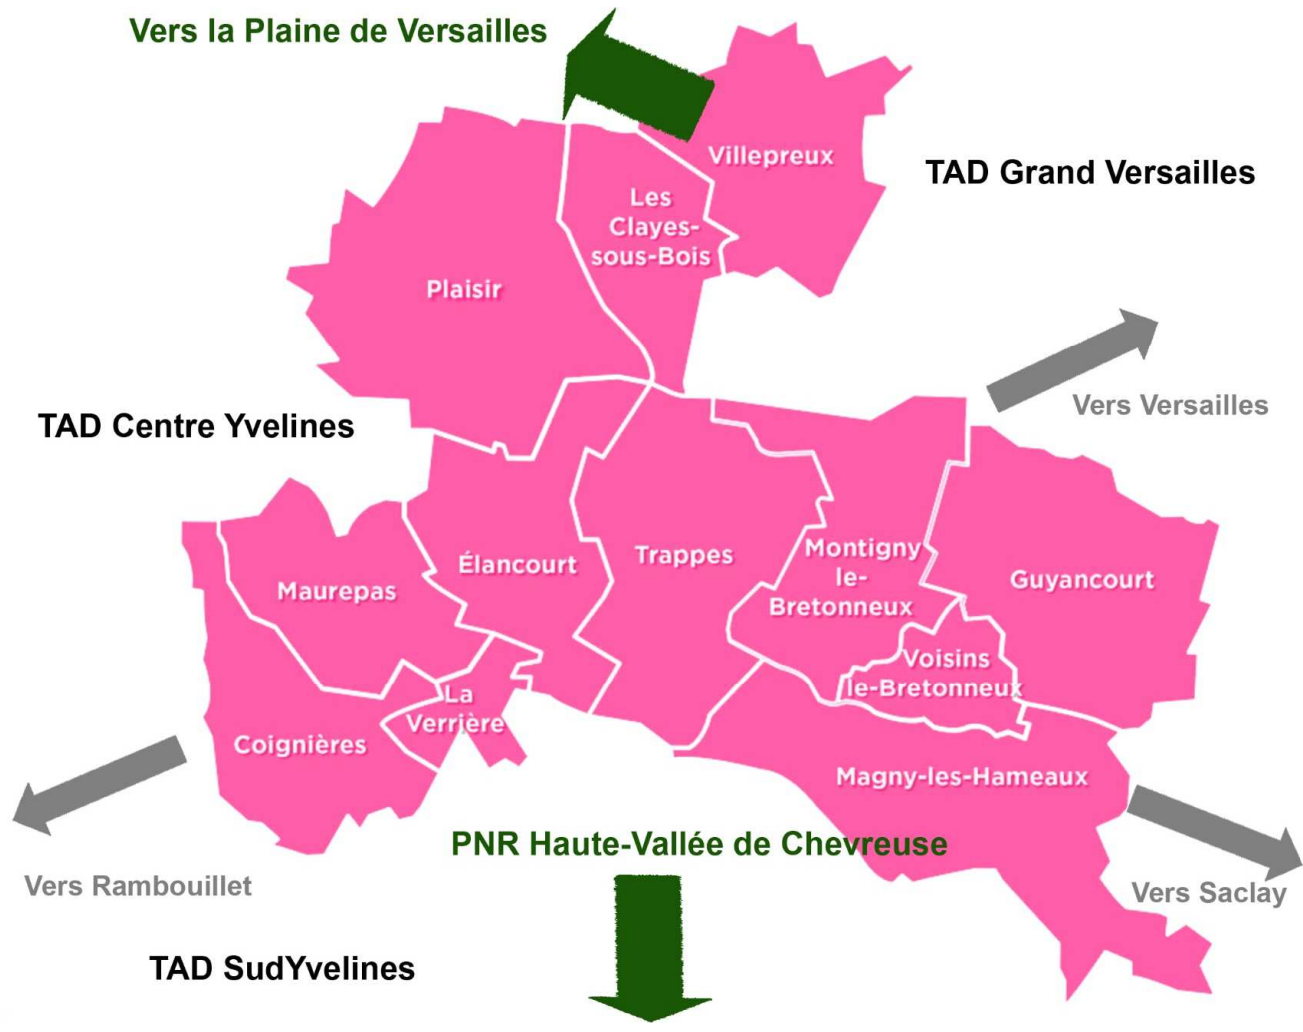 Vers la Plaine de Versailles
Villepreux
TAD Grand Versailles
Les
Clayes-
sous-Bois
Plaisir
Vers Versailles
TAD Centre Yvelines
Montigny
le-
Bretonneux
Trappes
Élancourt
Guyancourt
Maurepas
Voisins
le-Bretonneux
La
Verrière
Coignières
Magny-les-Hameaux
PNR Haute-Vallée de Chevreuse
Vers Rambouillet
Vers Saclay
TAD SudYvelines